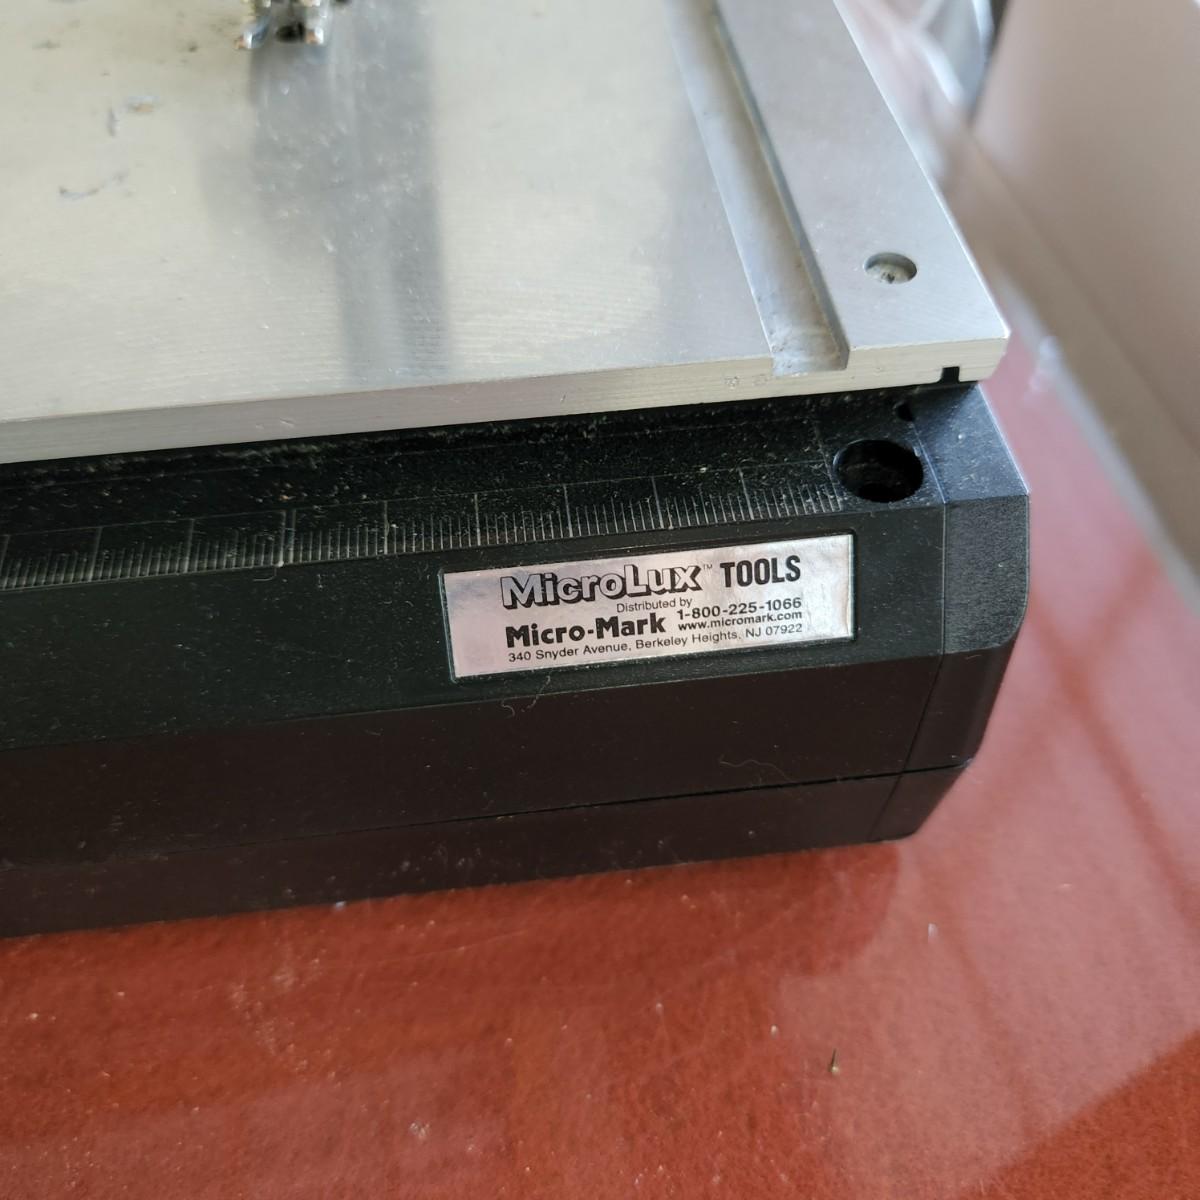 MicroLux™ TOOLS
Distributed by
Micro-Mark 1-800-225-1066
www.micromark.com
340 Snyder Avenue, Berkeley Heights, NJ 07922